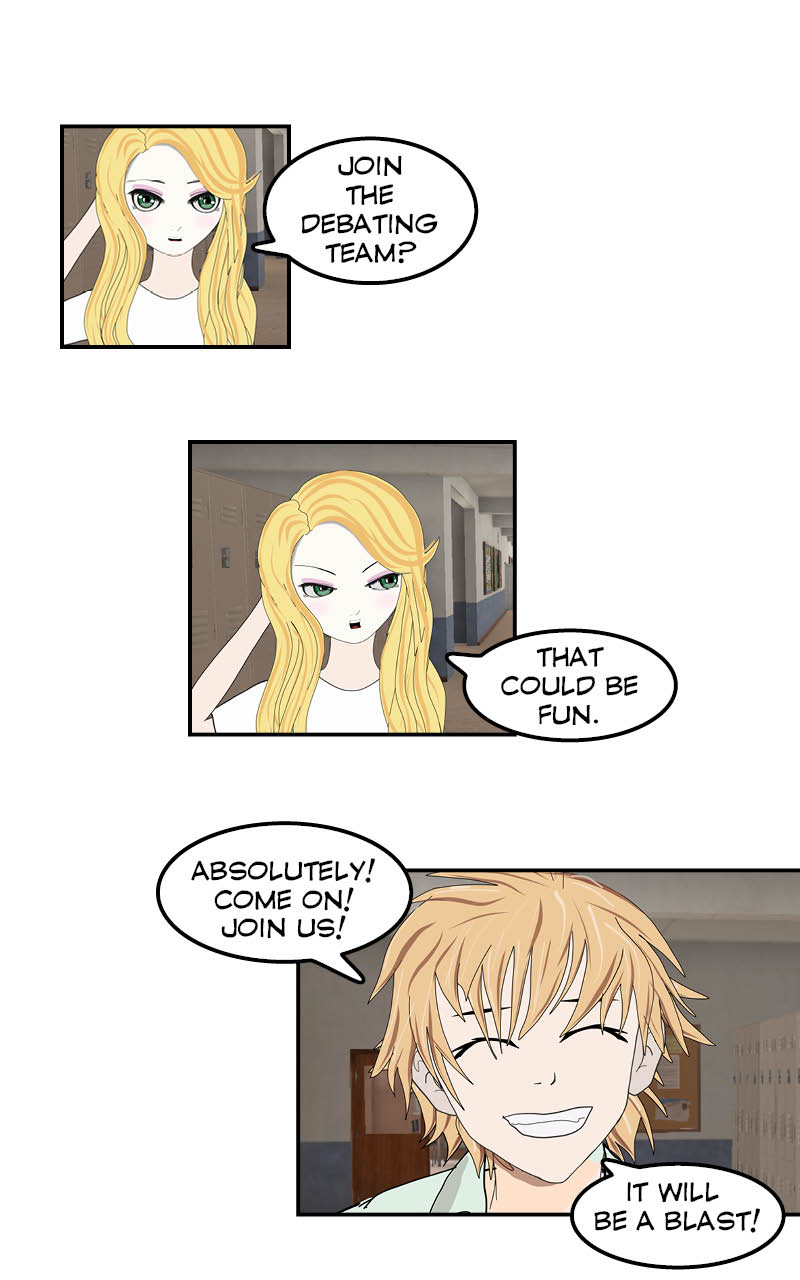 JOIN
THE
DEBATING
TEAM?
THAT
COULD BE
FUN.
ABSOLUTELY!
COME ON!
JOIN US!
IT WILL
BE A BLAST!